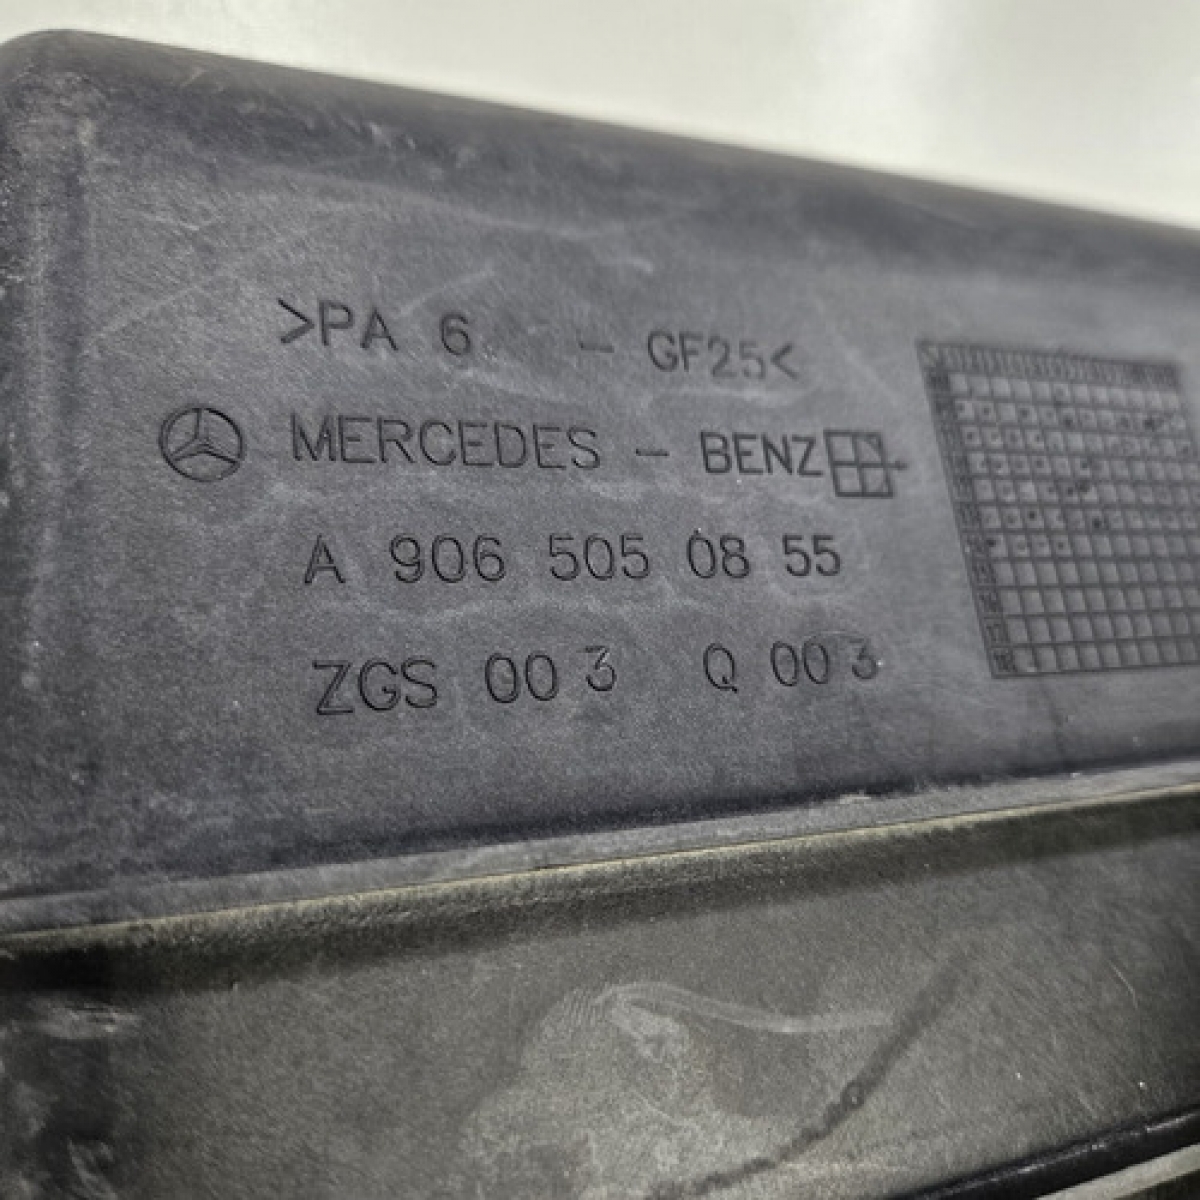 >PA 6 - GF25<
MERCEDES - BENZ
A 906 505 08 55
ZGS 003 Q 003